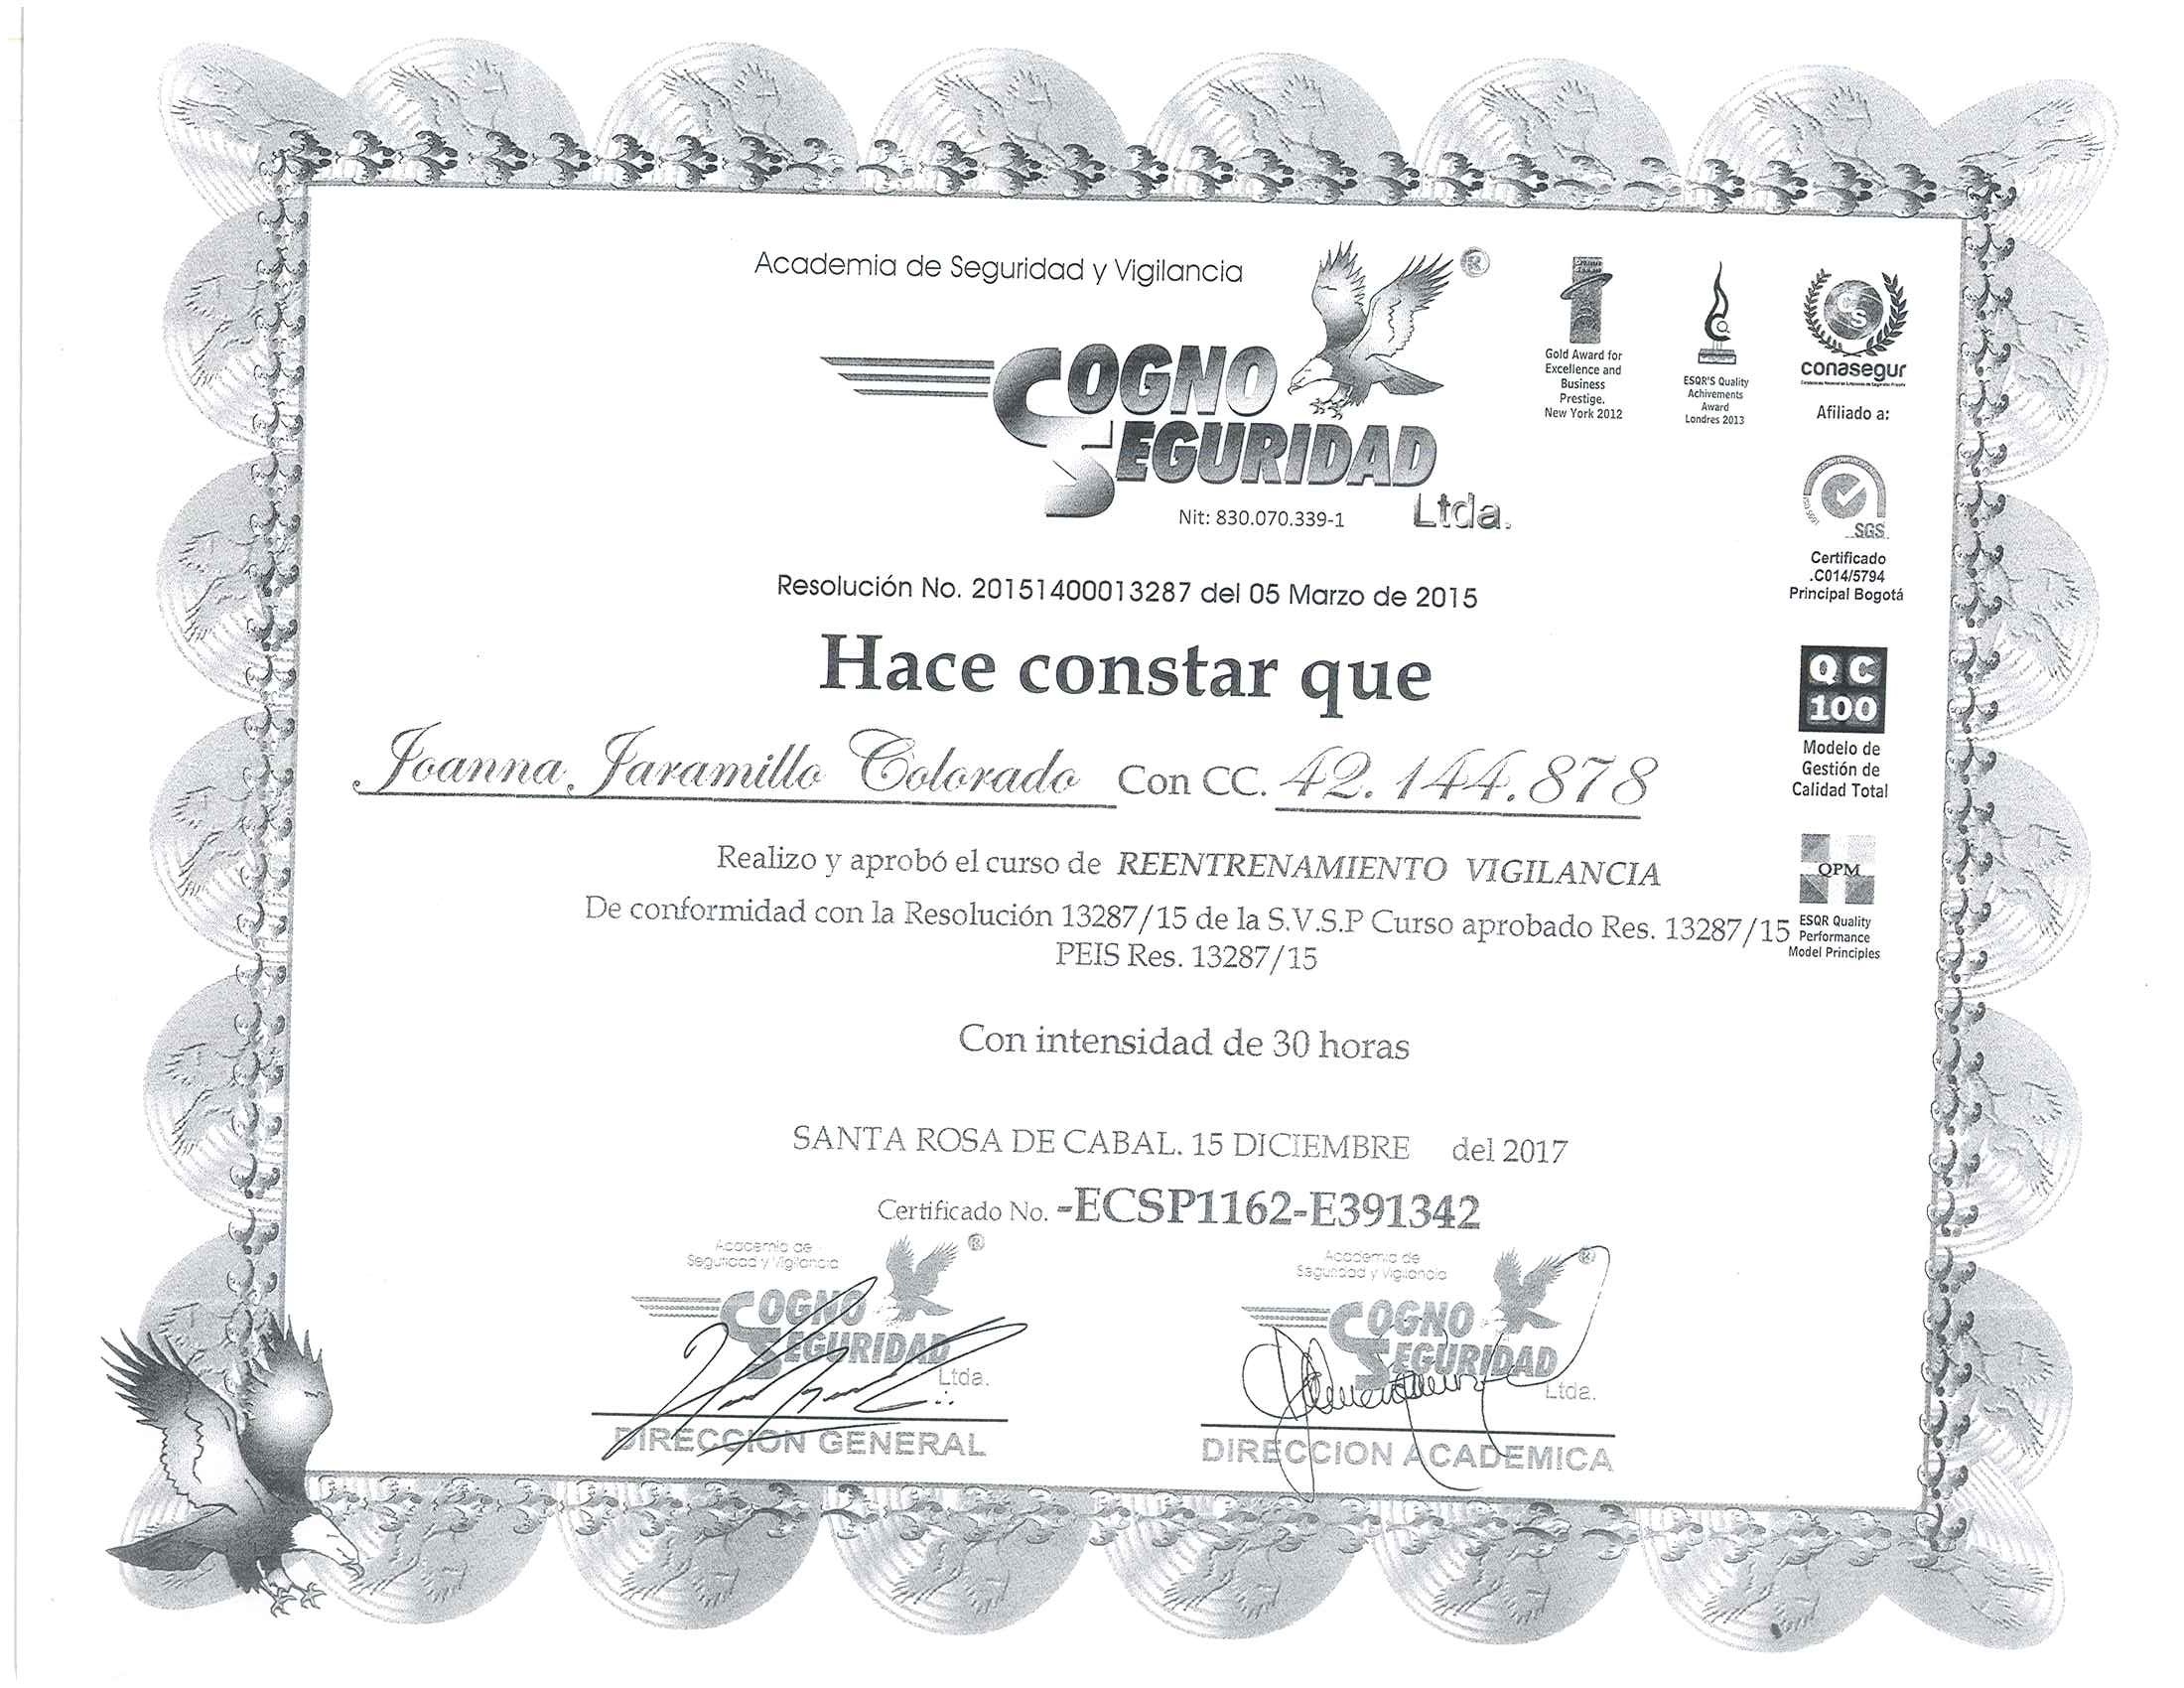 Academia de Seguridad y Vigilancia
®
COGNO
SEGURIDAD
Ltda.
Nit: 830.070.339-1
Gold Award for
Excellence and
Business
Prestige.
New York 2012
ESQR'S Quality
Achivements
Award
Londres 2013
CS
conasegur
Afiliado a:
SGS
Certificado
.C014/5794
Principal Bogotá
Resolución No. 20151400013287 del 05 Marzo de 2015
Hace constar que
QC
100
Modelo de
Gestión de
Calidad Total
Joanna Jaramillo Colorado Con CC. 42.144.878
Realizo y aprobó el curso de REENTRENAMIENTO VIGILANCIA
De conformidad con la Resolución 13287/15 de la S.V.S.P Curso aprobado Res. 13287/15
PEIS Res. 13287/15
QPM
ESQR Quality
Performance
Model Principles
Con intensidad de 30 horas
SANTA ROSA DE CABAL. 15 DICIEMBRE del 2017
Certificado No. -ECSP1162-E391342
Academia de
Seguridad y Vigilancia
®
COGNO
SEGURIDAD
Ltda.
DIRECCION GENERAL
Academia de
Seguridad y Vigilancia
®
COGNO
SEGURIDAD
Ltda.
DIRECCION ACADEMICA